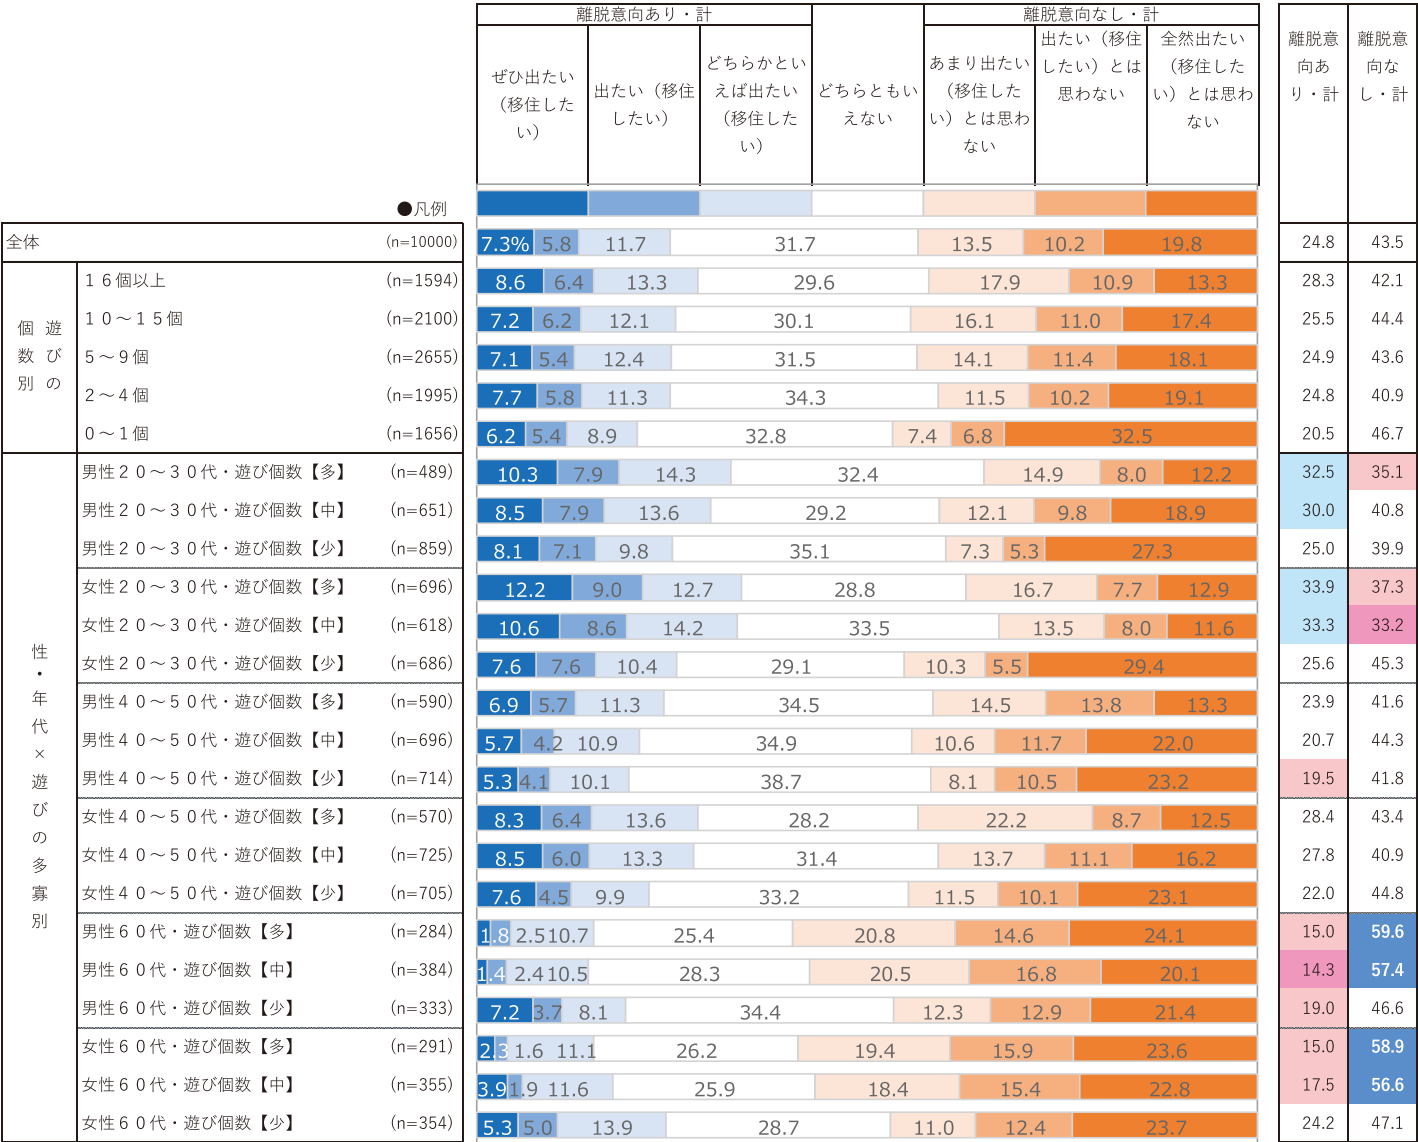 離脱意向あり・計
離脱意向なし・計
ぜひ出たい
（移住した
い）
出たい（移住
したい）
どちらかとい
えば出たい
（移住した
い）
どちらともい
えない
あまり出たい
（移住した
い）とは思わ
ない
出たい（移住
したい）とは
思わない
全然出たい
（移住した
い）とは思わ
ない
離脱意
向あ
り・計
離脱意
向な
し・計
●凡例
全体 (n=10000) 7.3% 5.8 11.7 31.7 13.5 10.2 19.8 24.8 43.5
遊びの
個数別
１６個以上 (n=1594) 8.6 6.4 13.3 29.6 17.9 10.9 13.3 28.3 42.1
１０～１５個 (n=2100) 7.2 6.2 12.1 30.1 16.1 11.0 17.4 25.5 44.4
５～９個 (n=2655) 7.1 5.4 12.4 31.5 14.1 11.4 18.1 24.9 43.6
２～４個 (n=1995) 7.7 5.8 11.3 34.3 11.5 10.2 19.1 24.8 40.9
０～１個 (n=1656) 6.2 5.4 8.9 32.8 7.4 6.8 32.5 20.5 46.7
性・年代×遊びの多寡別
男性２０～３０代・遊び個数【多】 (n=489) 10.3 7.9 14.3 32.4 14.9 8.0 12.2 32.5 35.1
男性２０～３０代・遊び個数【中】 (n=651) 8.5 7.9 13.6 29.2 12.1 9.8 18.9 30.0 40.8
男性２０～３０代・遊び個数【少】 (n=859) 8.1 7.1 9.8 35.1 7.3 5.3 27.3 25.0 39.9
女性２０～３０代・遊び個数【多】 (n=696) 12.2 9.0 12.7 28.8 16.7 7.7 12.9 33.9 37.3
女性２０～３０代・遊び個数【中】 (n=618) 10.6 8.6 14.2 33.5 13.5 8.0 11.6 33.3 33.2
女性２０～３０代・遊び個数【少】 (n=686) 7.6 7.6 10.4 29.1 10.3 5.5 29.4 25.6 45.3
男性４０～５０代・遊び個数【多】 (n=590) 6.9 5.7 11.3 34.5 14.5 13.8 13.3 23.9 41.6
男性４０～５０代・遊び個数【中】 (n=696) 5.7 4.2 10.9 34.9 10.6 11.7 22.0 20.7 44.3
男性４０～５０代・遊び個数【少】 (n=714) 5.3 4.1 10.1 38.7 8.1 10.5 23.2 19.5 41.8
女性４０～５０代・遊び個数【多】 (n=570) 8.3 6.4 13.6 28.2 22.2 8.7 12.5 28.4 43.4
女性４０～５０代・遊び個数【中】 (n=725) 8.5 6.0 13.3 31.4 13.7 11.1 16.2 27.8 40.9
女性４０～５０代・遊び個数【少】 (n=705) 7.6 4.5 9.9 33.2 11.5 10.1 23.1 22.0 44.8
男性６０代・遊び個数【多】 (n=284) 1.8 2.5 10.7 25.4 20.8 14.6 24.1 15.0 59.6
男性６０代・遊び個数【中】 (n=384) 1.4 2.4 10.5 28.3 20.5 16.8 20.1 14.3 57.4
男性６０代・遊び個数【少】 (n=333) 7.2 3.7 8.1 34.4 12.3 12.9 21.4 19.0 46.6
女性６０代・遊び個数【多】 (n=291) 2.3 1.6 11.1 26.2 19.4 15.9 23.6 15.0 58.9
女性６０代・遊び個数【中】 (n=355) 3.9 1.9 11.6 25.9 18.4 15.4 22.8 17.5 56.6
女性６０代・遊び個数【少】 (n=354) 5.3 5.0 13.9 28.7 11.0 12.4 23.7 24.2 47.1